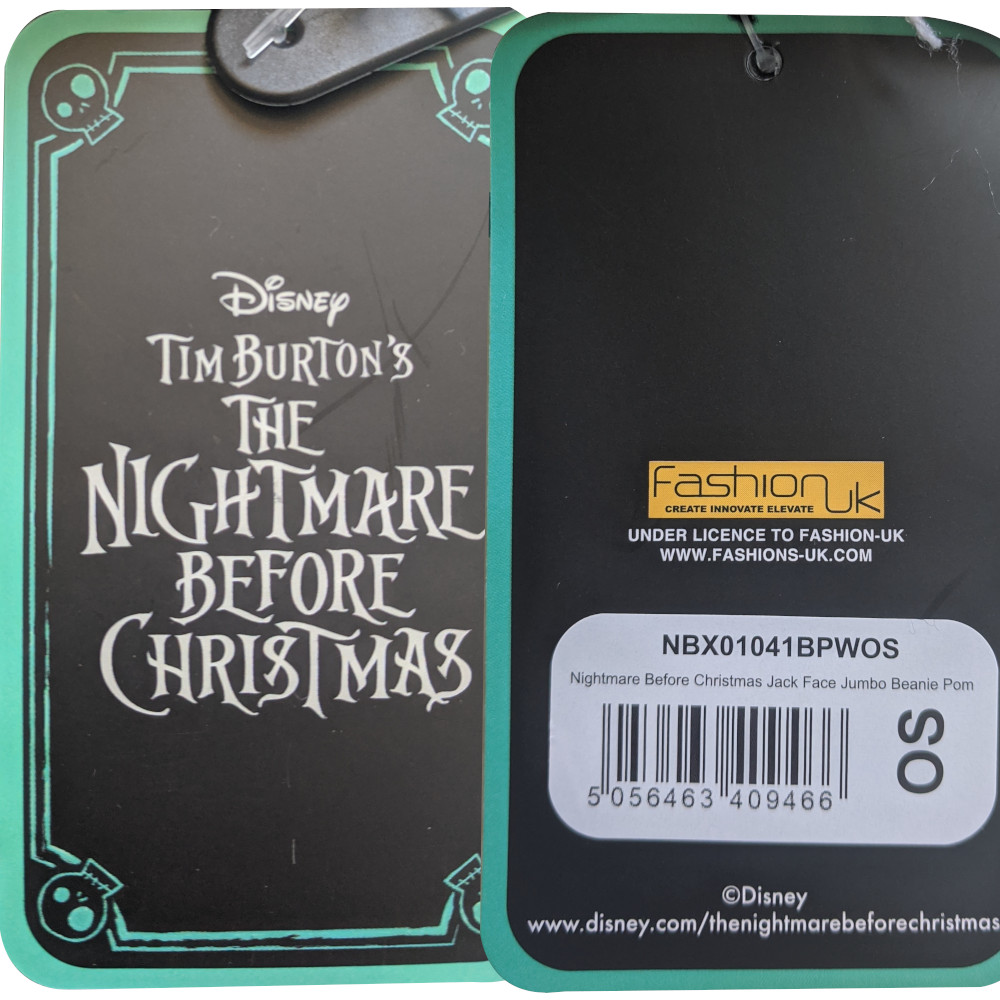 Disney
TIM BURTON'S
THE
NIGHTMARE
BEFORE
CHRISTMAS
Fashion uk
CREATE INNOVATE ELEVATE
UNDER LICENCE TO FASHION-UK
WWW.FASHIONS-UK.COM
NBX01041BPWOS
Nightmare Before Christmas Jack Face Jumbo Beanie Pom
OS
5 056463 409466
©Disney
www.disney.com/thenightmarebeforechristmas